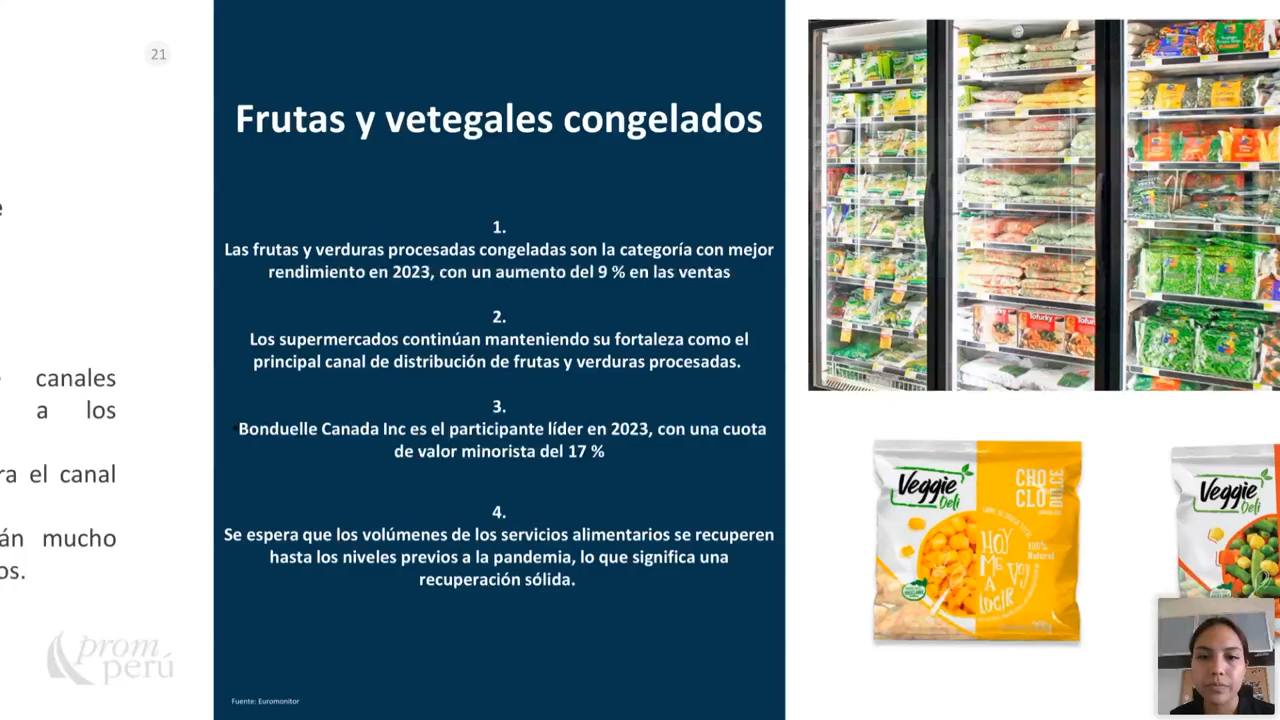 21
e
e canales
a los
ra el canal
án mucho
os.
prom
perú
Frutas y vetegales congelados
1.
Las frutas y verduras procesadas congeladas son la categoría con mejor
rendimiento en 2023, con un aumento del 9 % en las ventas
2.
Los supermercados continúan manteniendo su fortaleza como el
principal canal de distribución de frutas y verduras procesadas.
3.
Bonduelle Canada Inc es el participante líder en 2023, con una cuota
de valor minorista del 17 %
4.
Se espera que los volúmenes de los servicios alimentarios se recuperen
hasta los niveles previos a la pandemia, lo que significa una
recuperación sólida.
Fuente: Euromonitor
Tofurky
Tofurky
Veggie
Deli
CHO
CLO
DULCE
HOY
ME VOY
A
LUCIR
100%
Natural
Veggie
Deli